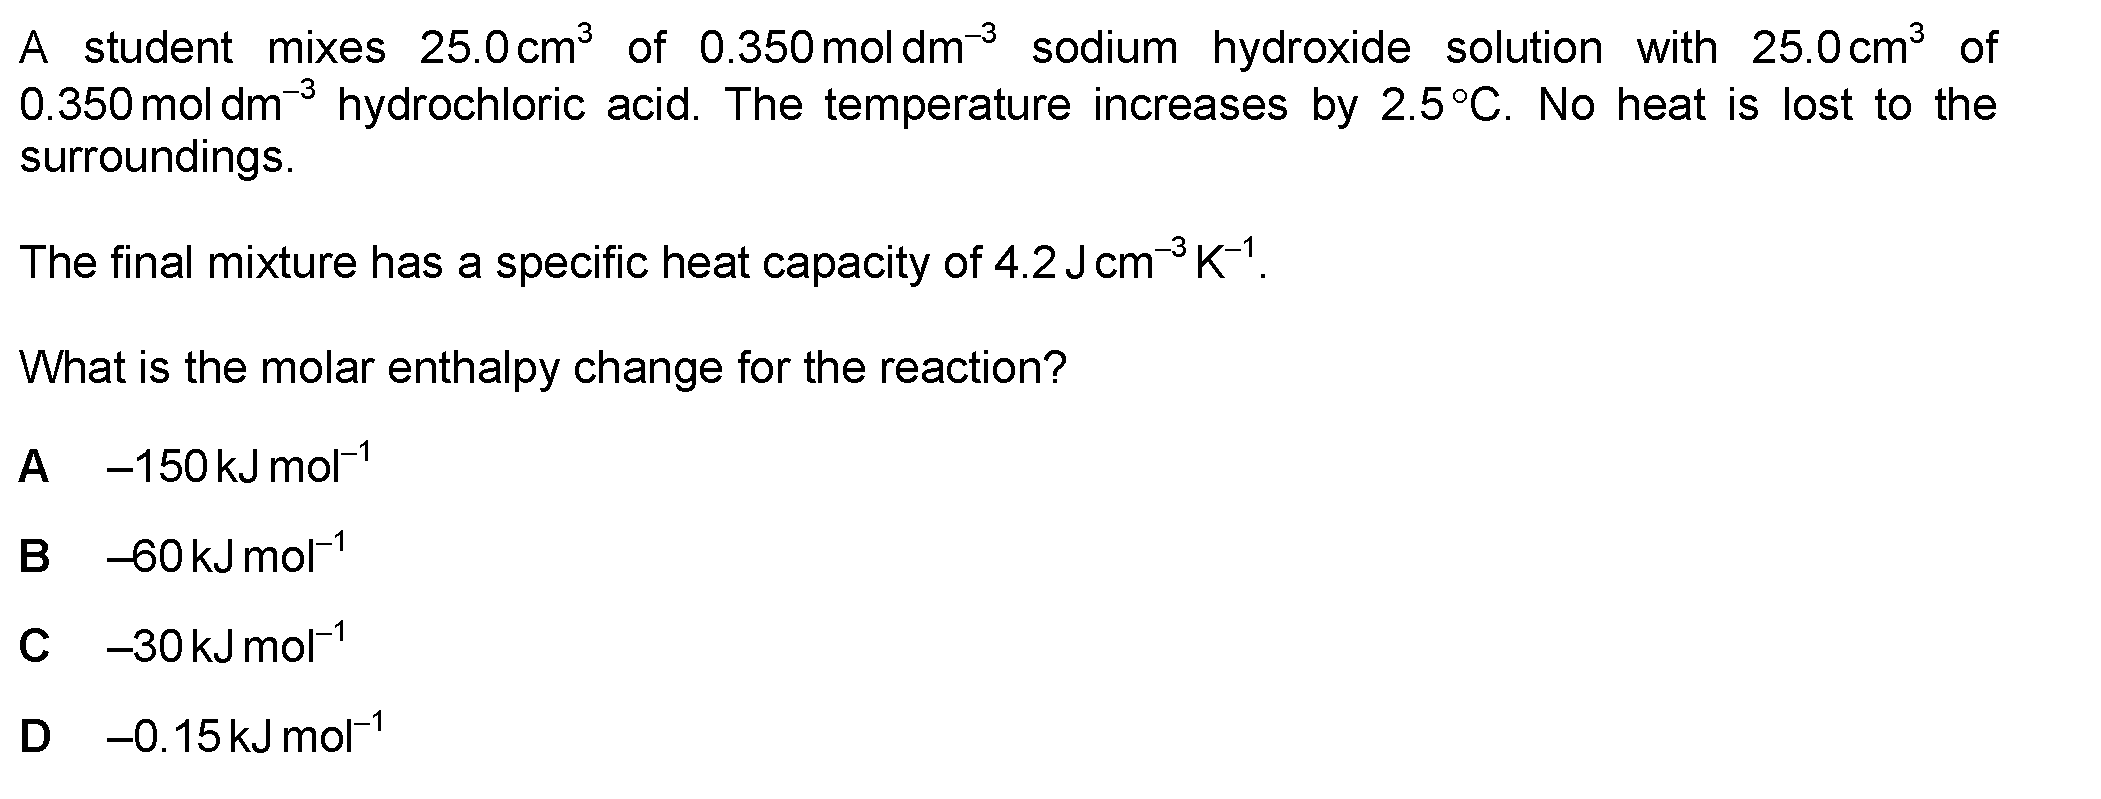 A student mixes 25.0 cm³ of 0.350 mol dm⁻³ sodium hydroxide solution with 25.0 cm³ of
0.350 mol dm⁻³ hydrochloric acid. The temperature increases by 2.5 °C. No heat is lost to the
surroundings.
The final mixture has a specific heat capacity of 4.2 J cm⁻³ K⁻¹.
What is the molar enthalpy change for the reaction?
A –150 kJ mol⁻¹
B –60 kJ mol⁻¹
C –30 kJ mol⁻¹
D –0.15 kJ mol⁻¹